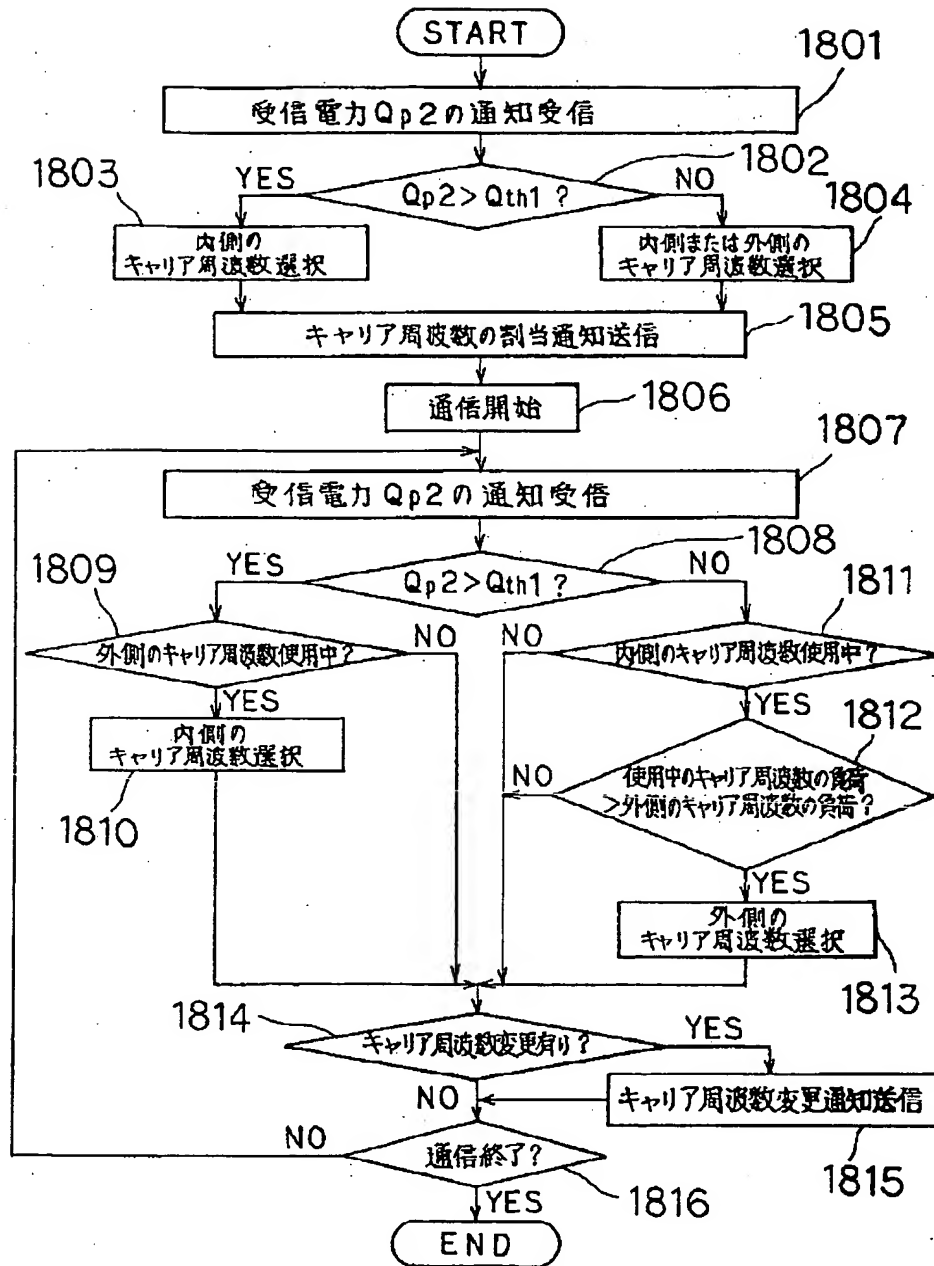 START
1801
受信電力Qp2の通知受信
1802
1803
YES
Qp2>Qth1?
NO
1804
内側の
キャリア周波数選択
内側または外側の
キャリア周波数選択
キャリア周波数の割当通知送信
1805
通信開始
1806
1807
受信電力Qp2の通知受信
1808
1809
YES
Qp2>Qth1?
NO
1811
外側のキャリア周波数使用中?
NO
NO
内側のキャリア周波数使用中?
YES
YES
1812
内側の
キャリア周波数選択
1810
NO
使用中のキャリア周波数の負荷
>外側のキャリア周波数の負荷?
YES
外側の
キャリア周波数選択
1813
1814
キャリア周波数変更有り?
YES
NO
キャリア周波数変更通知送信
1815
NO
通信終了?
1816
YES
END